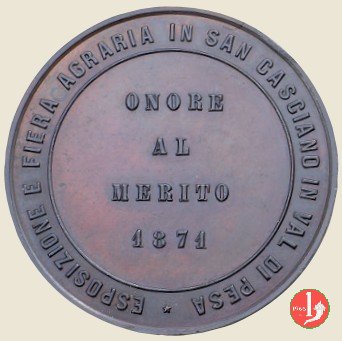 ESPOSIZIONE E FIERA AGRARIA IN SAN CASCIANO IN VAL DI PESA
ONORE
AL
MERITO
1871